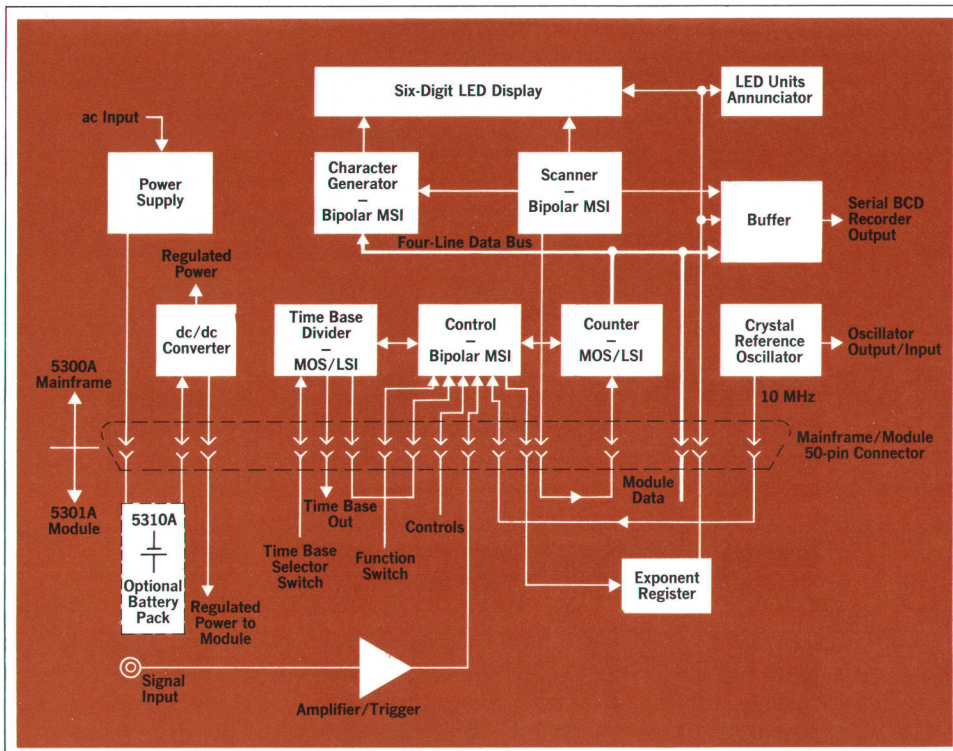 Six-Digit LED Display
LED Units
Annunciator
ac Input
Power
Supply
Character
Generator
–
Bipolar MSI
Scanner
–
Bipolar MSI
Buffer
Serial BCD
Recorder
Output
Four-Line Data Bus
Regulated
Power
dc/dc
Converter
Time Base
Divider
–
MOS/LSI
Control
–
Bipolar MSI
Counter
–
MOS/LSI
Crystal
Reference
Oscillator
Oscillator
Output/Input
5300A
Mainframe
10 MHz
Mainframe/Module
50-pin Connector
5301A
Module
5310A
Optional
Battery
Pack
Regulated
Power to
Module
Time Base
Out
Time Base
Selector
Switch
Function
Switch
Controls
Module
Data
Exponent
Register
Signal
Input
Amplifier/Trigger